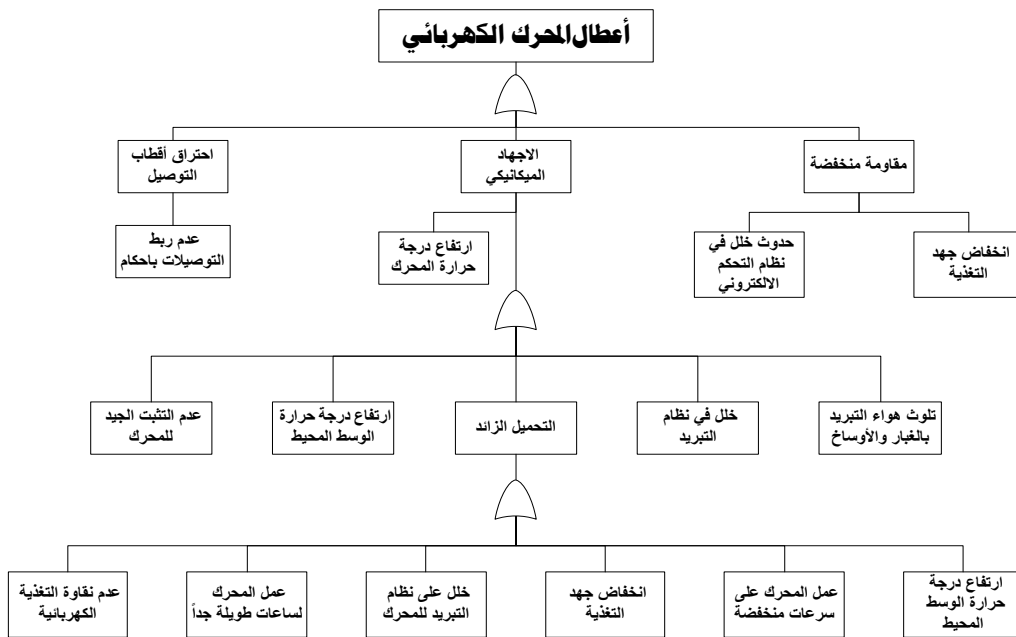 أعطال المحرك الكهربائي
مقاومة منخفضة
الاجهاد
الميكانيكي
احتراق أقطاب
التوصيل
انخفاض جهد
التغذية
حدوث خلل في
نظام التحكم
الالكتروني
ارتفاع درجة
حرارة المحرك
عدم ربط
التوصيلات باحكام
تلوث هواء التبريد
بالغبار والأوساخ
خلل في نظام
التبريد
التحميل الزائد
ارتفاع درجة حرارة
الوسط المحيط
عدم التثبت الجيد
للمحرك
ارتفاع درجة
حرارة الوسط
المحيط
عمل المحرك على
سرعات منخفضة
انخفاض جهد
التغذية
خلل على نظام
التبريد للمحرك
عمل المحرك
لساعات طويلة جداً
عدم نقاوة التغذية
الكهربائية